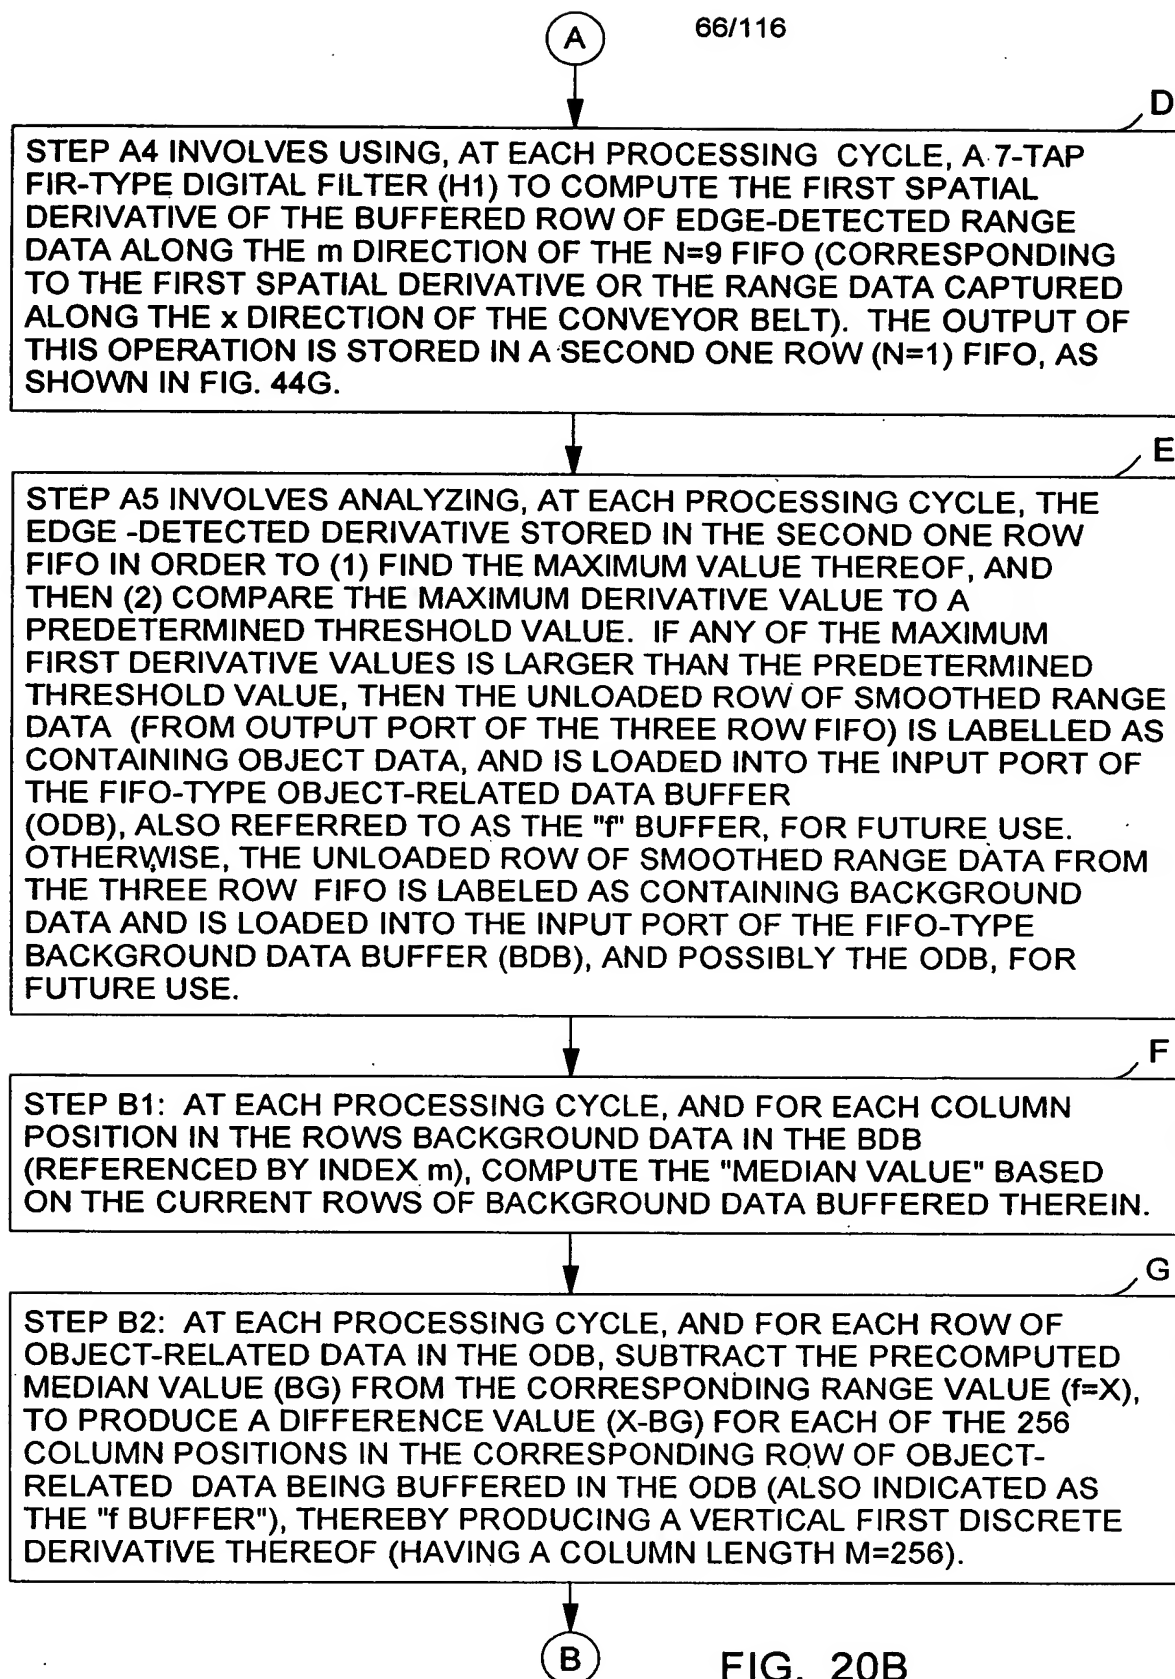 A
66/116
D
STEP A4 INVOLVES USING, AT EACH PROCESSING CYCLE, A 7-TAP
FIR-TYPE DIGITAL FILTER (H1) TO COMPUTE THE FIRST SPATIAL
DERIVATIVE OF THE BUFFERED ROW OF EDGE-DETECTED RANGE
DATA ALONG THE m DIRECTION OF THE N=9 FIFO (CORRESPONDING
TO THE FIRST SPATIAL DERIVATIVE OR THE RANGE DATA CAPTURED
ALONG THE x DIRECTION OF THE CONVEYOR BELT). THE OUTPUT OF
THIS OPERATION IS STORED IN A SECOND ONE ROW (N=1) FIFO, AS
SHOWN IN FIG. 44G.
E
STEP A5 INVOLVES ANALYZING, AT EACH PROCESSING CYCLE, THE
EDGE -DETECTED DERIVATIVE STORED IN THE SECOND ONE ROW
FIFO IN ORDER TO (1) FIND THE MAXIMUM VALUE THEREOF, AND
THEN (2) COMPARE THE MAXIMUM DERIVATIVE VALUE TO A
PREDETERMINED THRESHOLD VALUE. IF ANY OF THE MAXIMUM
FIRST DERIVATIVE VALUES IS LARGER THAN THE PREDETERMINED
THRESHOLD VALUE, THEN THE UNLOADED ROW OF SMOOTHED RANGE
DATA (FROM OUTPUT PORT OF THE THREE ROW FIFO) IS LABELLED AS
CONTAINING OBJECT DATA, AND IS LOADED INTO THE INPUT PORT OF
THE FIFO-TYPE OBJECT-RELATED DATA BUFFER
(ODB), ALSO REFERRED TO AS THE "f" BUFFER, FOR FUTURE USE.
OTHERWISE, THE UNLOADED ROW OF SMOOTHED RANGE DATA FROM
THE THREE ROW FIFO IS LABELED AS CONTAINING BACKGROUND
DATA AND IS LOADED INTO THE INPUT PORT OF THE FIFO-TYPE
BACKGROUND DATA BUFFER (BDB), AND POSSIBLY THE ODB, FOR
FUTURE USE.
F
STEP B1: AT EACH PROCESSING CYCLE, AND FOR EACH COLUMN
POSITION IN THE ROWS BACKGROUND DATA IN THE BDB
(REFERENCED BY INDEX m), COMPUTE THE "MEDIAN VALUE" BASED
ON THE CURRENT ROWS OF BACKGROUND DATA BUFFERED THEREIN.
G
STEP B2: AT EACH PROCESSING CYCLE, AND FOR EACH ROW OF
OBJECT-RELATED DATA IN THE ODB, SUBTRACT THE PRECOMPUTED
MEDIAN VALUE (BG) FROM THE CORRESPONDING RANGE VALUE (f=X),
TO PRODUCE A DIFFERENCE VALUE (X-BG) FOR EACH OF THE 256
COLUMN POSITIONS IN THE CORRESPONDING ROW OF OBJECT-
RELATED DATA BEING BUFFERED IN THE ODB (ALSO INDICATED AS
THE "f BUFFER"), THEREBY PRODUCING A VERTICAL FIRST DISCRETE
DERIVATIVE THEREOF (HAVING A COLUMN LENGTH M=256).
B
FIG. 20B